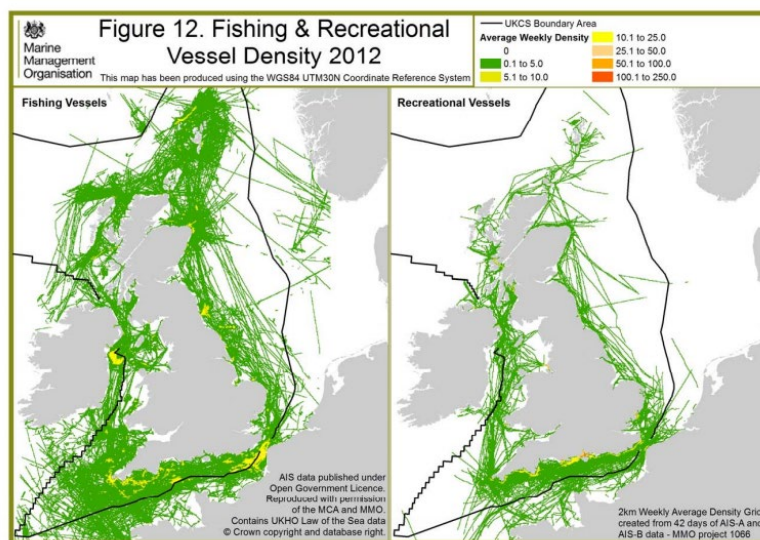 Marine
Management
Organisation
Figure 12. Fishing & Recreational
Vessel Density 2012
This map has been produced using the WGS84 UTM30N Coordinate Reference System
UKCS Boundary Area
Average Weekly Density
0
0.1 to 5.0
5.1 to 10.0
10.1 to 25.0
25.1 to 50.0
50.1 to 100.0
100.1 to 250.0
Fishing Vessels
AIS data published under
Open Government Licence.
Reproduced with permission
of the MCA and MMO.
Contains UKHO Law of the Sea data
© Crown copyright and database right.
Recreational Vessels
2km Weekly Average Density Grid
created from 42 days of AIS-A and
AIS-B data - MMO project 1066